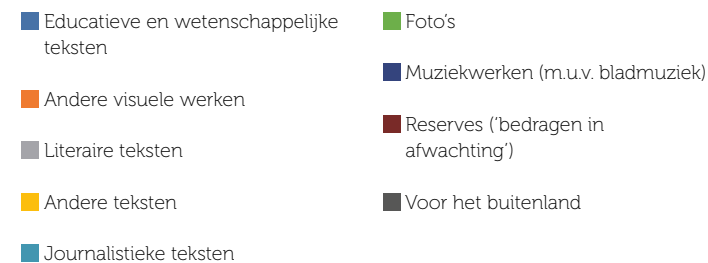 Educatieve en wetenschappelijke
teksten
Andere visuele werken
Literaire teksten
Andere teksten
Journalistieke teksten
Foto’s
Muziekwerken (m.u.v. bladmuziek)
Reserves (‘bedragen in
afwachting’)
Voor het buitenland